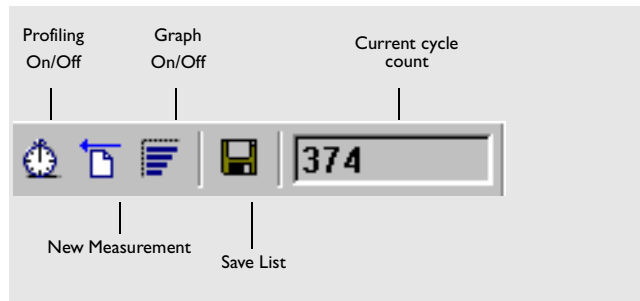 Profiling
On/Off
Graph
On/Off
Current cycle
count
374
New Measurement
Save List